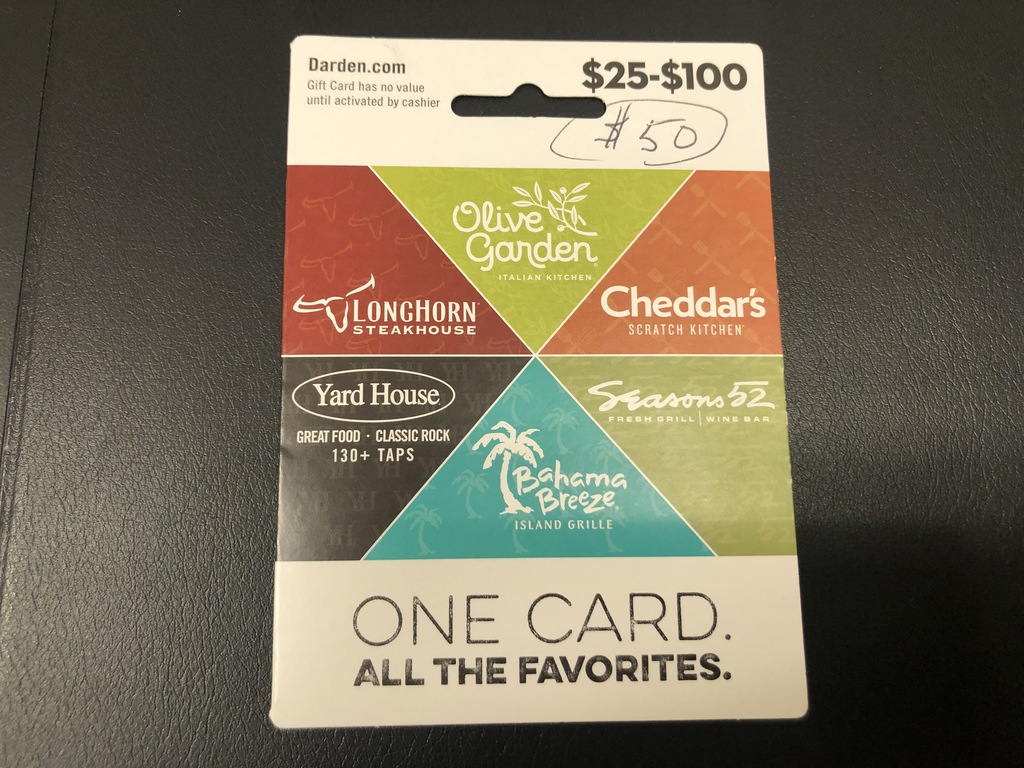 Darden.com
Gift Card has no value
until activated by cashier
$25-$100
$50
Olive
Garden
ITALIAN KITCHEN
LONGHORN
STEAKHOUSE
Cheddar's
SCRATCH KITCHEN
Yard House
GREAT FOOD · CLASSIC ROCK
130+ TAPS
Seasons 52
FRESH GRILL | WINE BAR
Bahama
Breeze
ISLAND GRILLE
ONE CARD.
ALL THE FAVORITES.